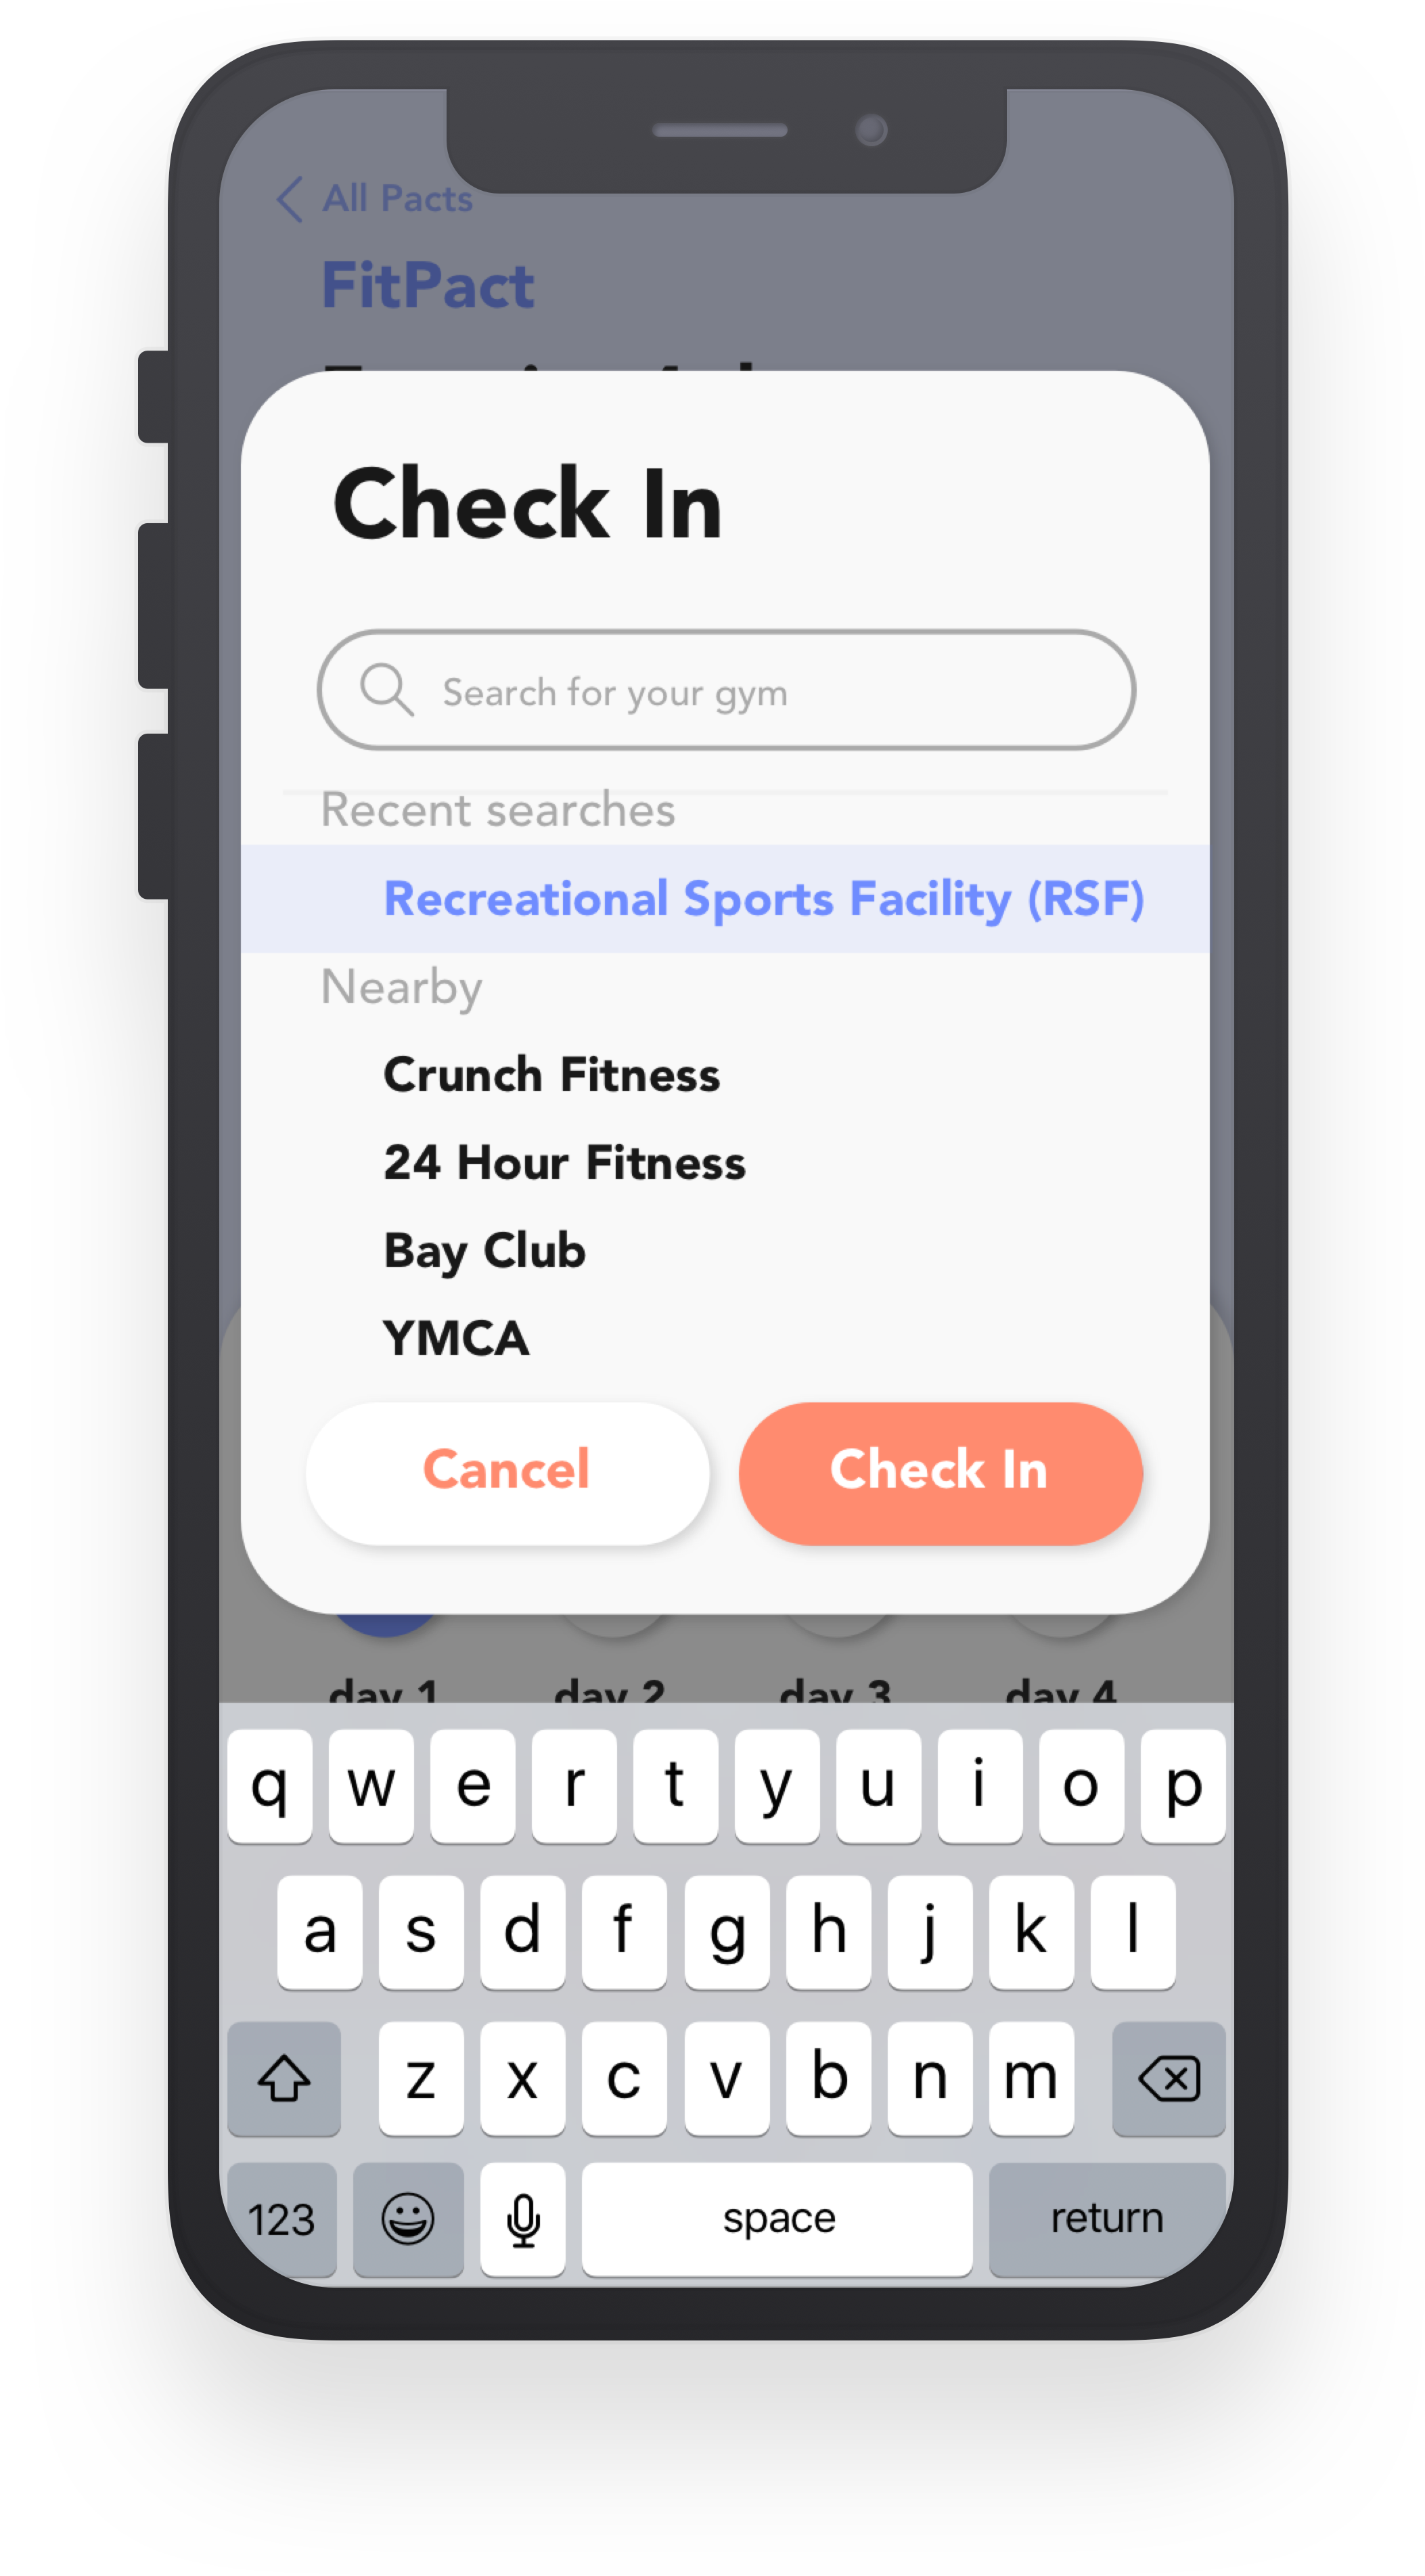 All Pacts
FitPact
Check In
Search for your gym
Recent searches
Recreational Sports Facility (RSF)
Nearby
Crunch Fitness
24 Hour Fitness
Bay Club
YMCA
Cancel Check In
day 1 day 2 day 3 day 4
q w e r t y u i o p
a s d f g h j k l
z x c v b n m
123 space return